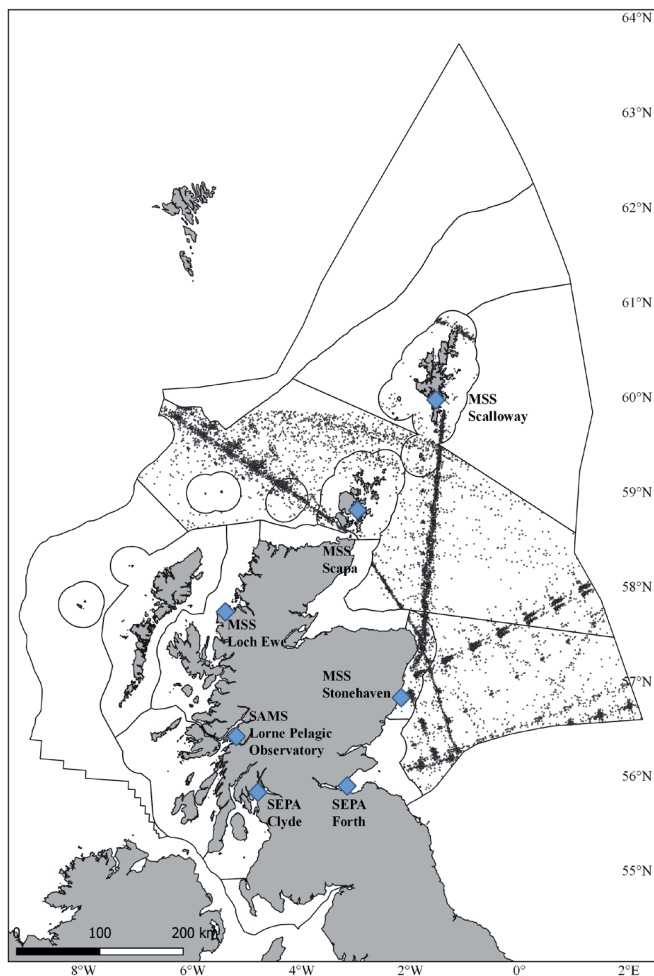 64°N
63°N
62°N
61°N
60°N
MSS
Scalloway
59°N
MSS
Scapa
58°N
MSS
Loch Ewe
MSS
Stonehaven
57°N
SAMS
Lorne Pelagic
Observatory
56°N
SEPA
Clyde
SEPA
Forth
55°N
0 100 200 km
8°W 6°W 4°W 2°W 0° 2°E